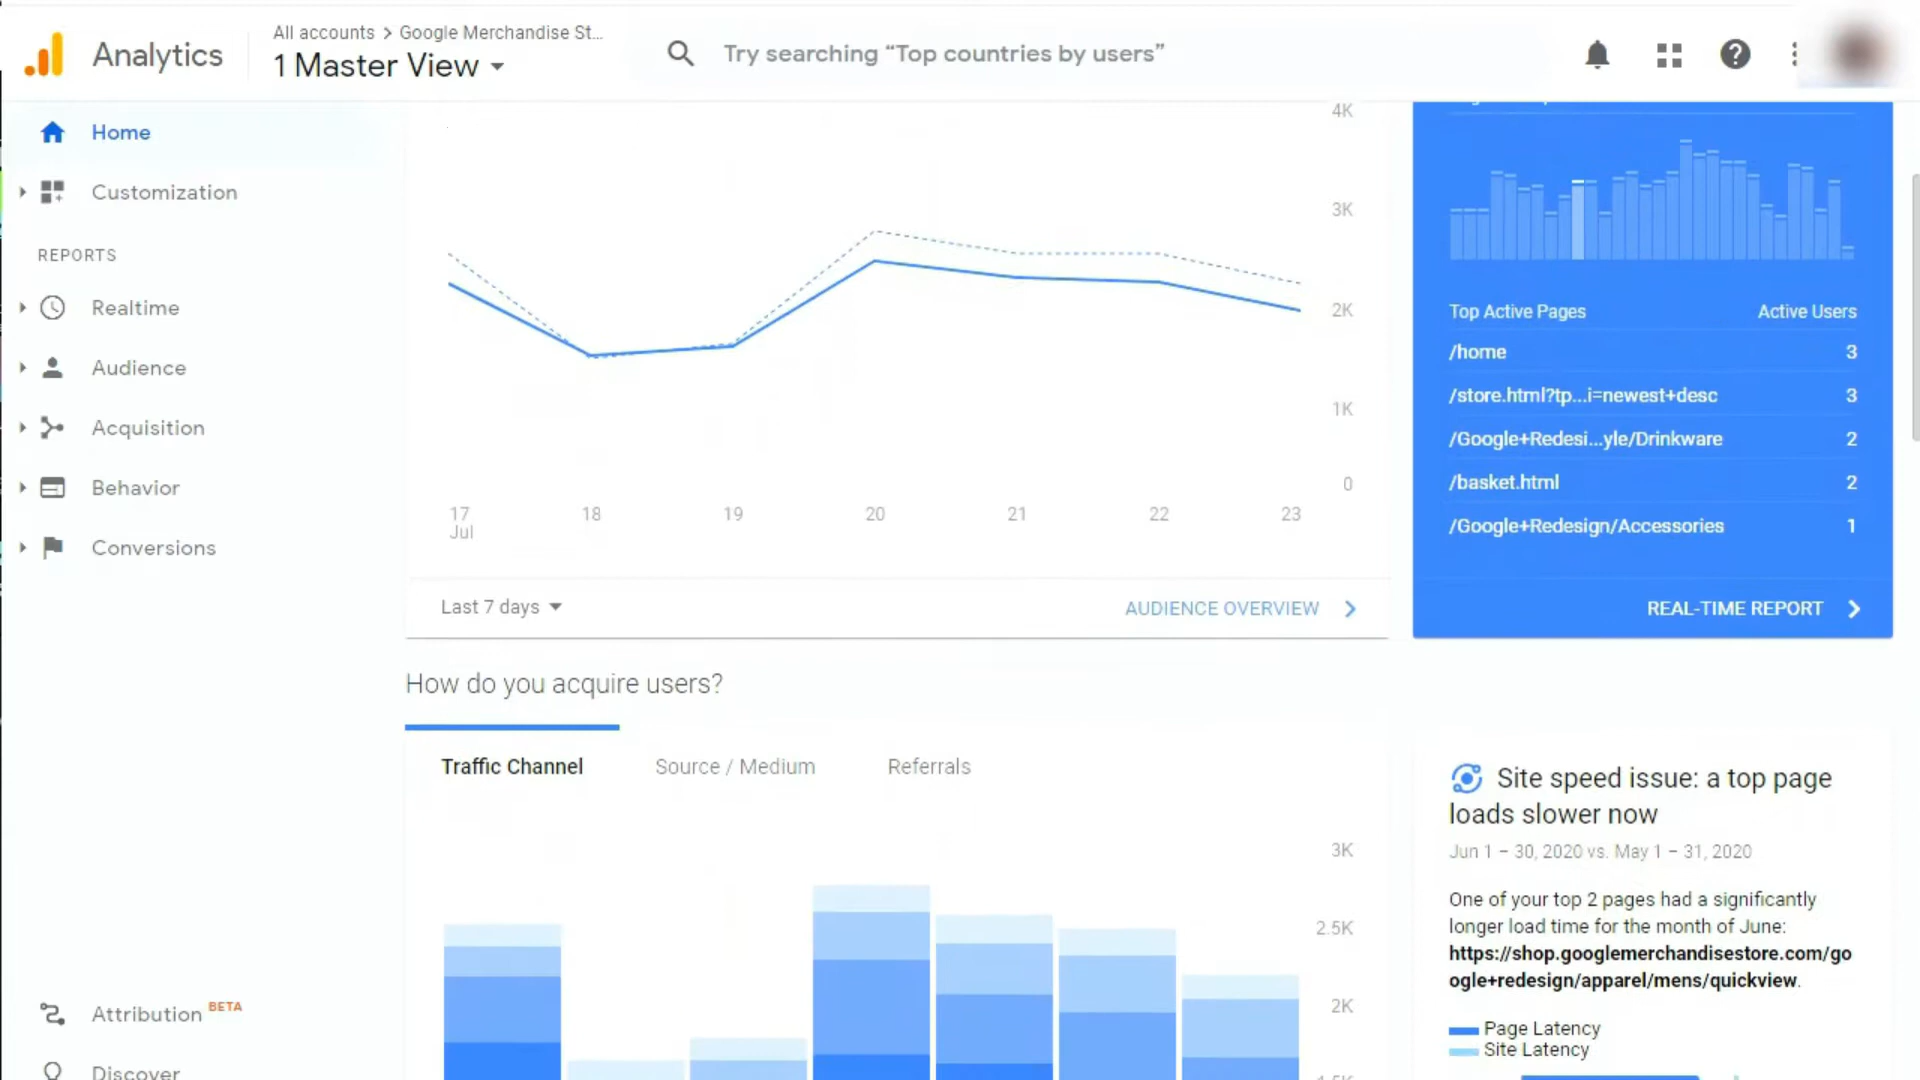 Analytics
All accounts > Google Merchandise St...
1 Master View
Try searching “Top countries by users”
Home
Customization
REPORTS
Realtime
Audience
Acquisition
Behavior
Conversions
Attribution BETA
Discover
4K
3K
2K
1K
0
17 18 19 20 21 22 23
Jul
Last 7 days
AUDIENCE OVERVIEW
Top Active Pages Active Users
/home 3
/store.html?tp...i=newest+desc 3
/Google+Redesi...yle/Drinkware 2
/basket.html 2
/Google+Redesign/Accessories 1
REAL-TIME REPORT
How do you acquire users?
Traffic Channel Source / Medium Referrals
3K
2.5K
2K
1.5K
Site speed issue: a top page
loads slower now
Jun 1 – 30, 2020 vs. May 1 – 31, 2020
One of your top 2 pages had a significantly
longer load time for the month of June:
https://shop.googlemerchandisestore.com/go
ogle+redesign/apparel/mens/quickview.
Page Latency
Site Latency